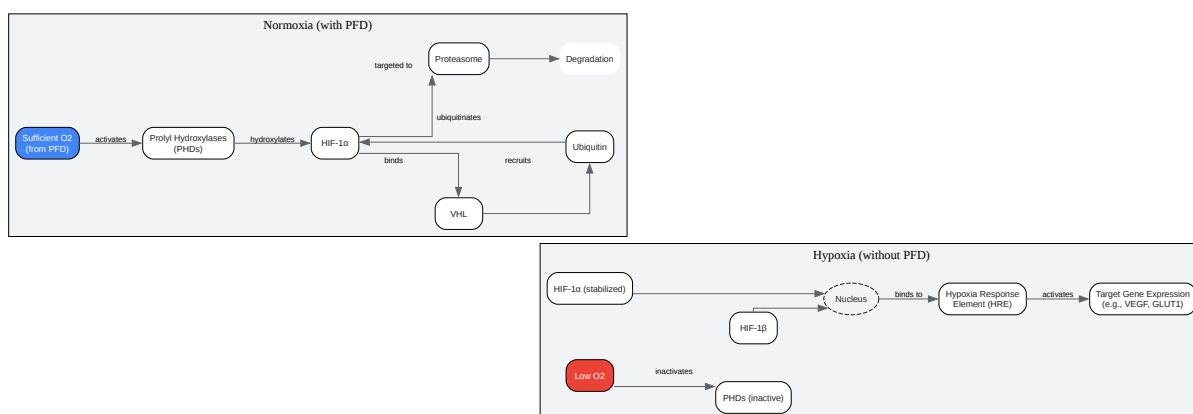 Normoxia (with PFD)
Proteasome
Degradation
targeted to
ubiquitinates
Sufficient O2
(from PFD)
activates
Prolyl Hydroxylases
(PHDs)
hydroxylates
HIF-1α
Ubiquitin
binds
recruits
VHL
Hypoxia (without PFD)
HIF-1α (stabilized)
Nucleus
binds to
Hypoxia Response
Element (HRE)
activates
Target Gene Expression
(e.g., VEGF, GLUT1)
HIF-1β
Low O2
inactivates
PHDs (inactive)